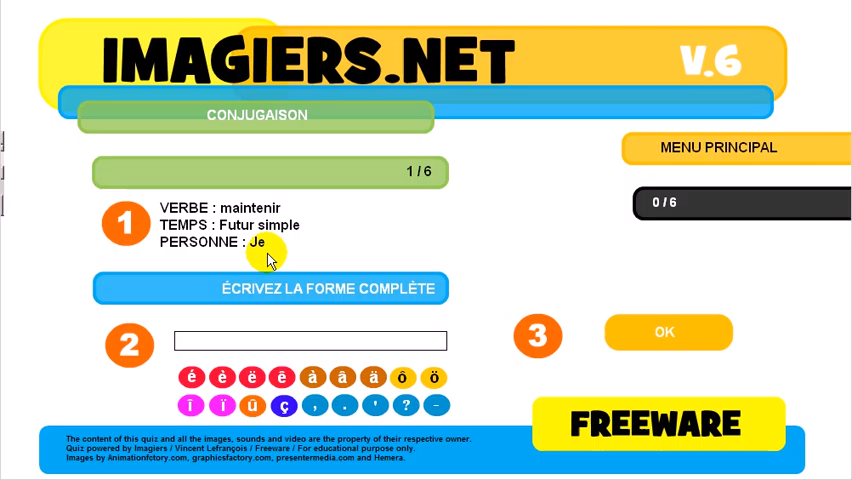 IMAGIERS.NET
V.6
CONJUGAISON
MENU PRINCIPAL
1 / 6
0 / 6
1
VERBE : maintenir
TEMPS : Futur simple
PERSONNE : Je
ÉCRIVEZ LA FORME COMPLÈTE
2
3
OK
é è ë ê à â ä ô ö
î ï û ç , . ' ? -
FREEWARE
The content of this quiz and all the images, sounds and video are the property of their respective owner.
Quiz powered by Imagiers / Vincent Lefrançois / Freeware / For educational purpose only.
Images by Animationfctory.com, graphicsfactory.com, presentermedia.com and Hemera.